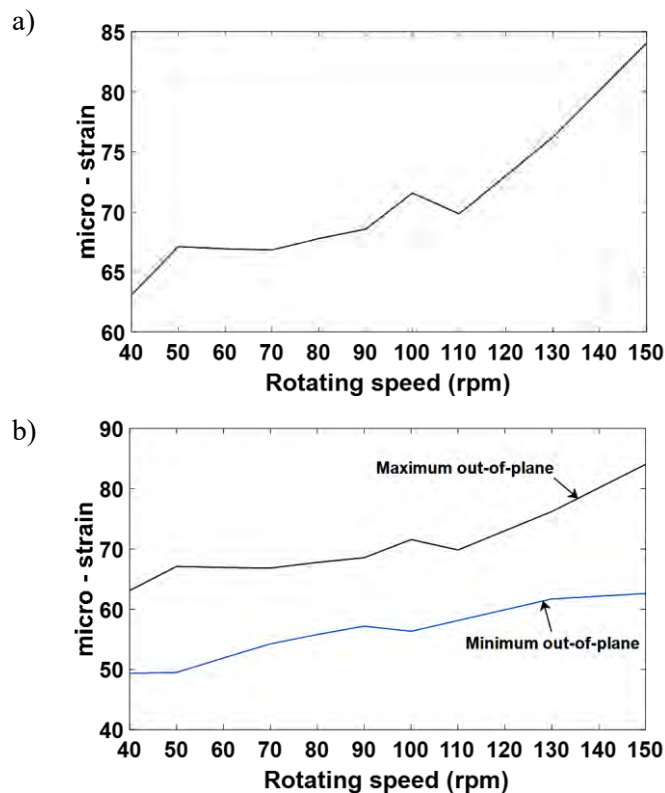 a)
85
80
75
70
65
60
micro - strain
40 50 60 70 80 90 100 110 120 130 140 150
Rotating speed (rpm)
b)
90
80
70
60
50
40
micro - strain
Maximum out-of-plane
Minimum out-of-plane
40 50 60 70 80 90 100 110 120 130 140 150
Rotating speed (rpm)